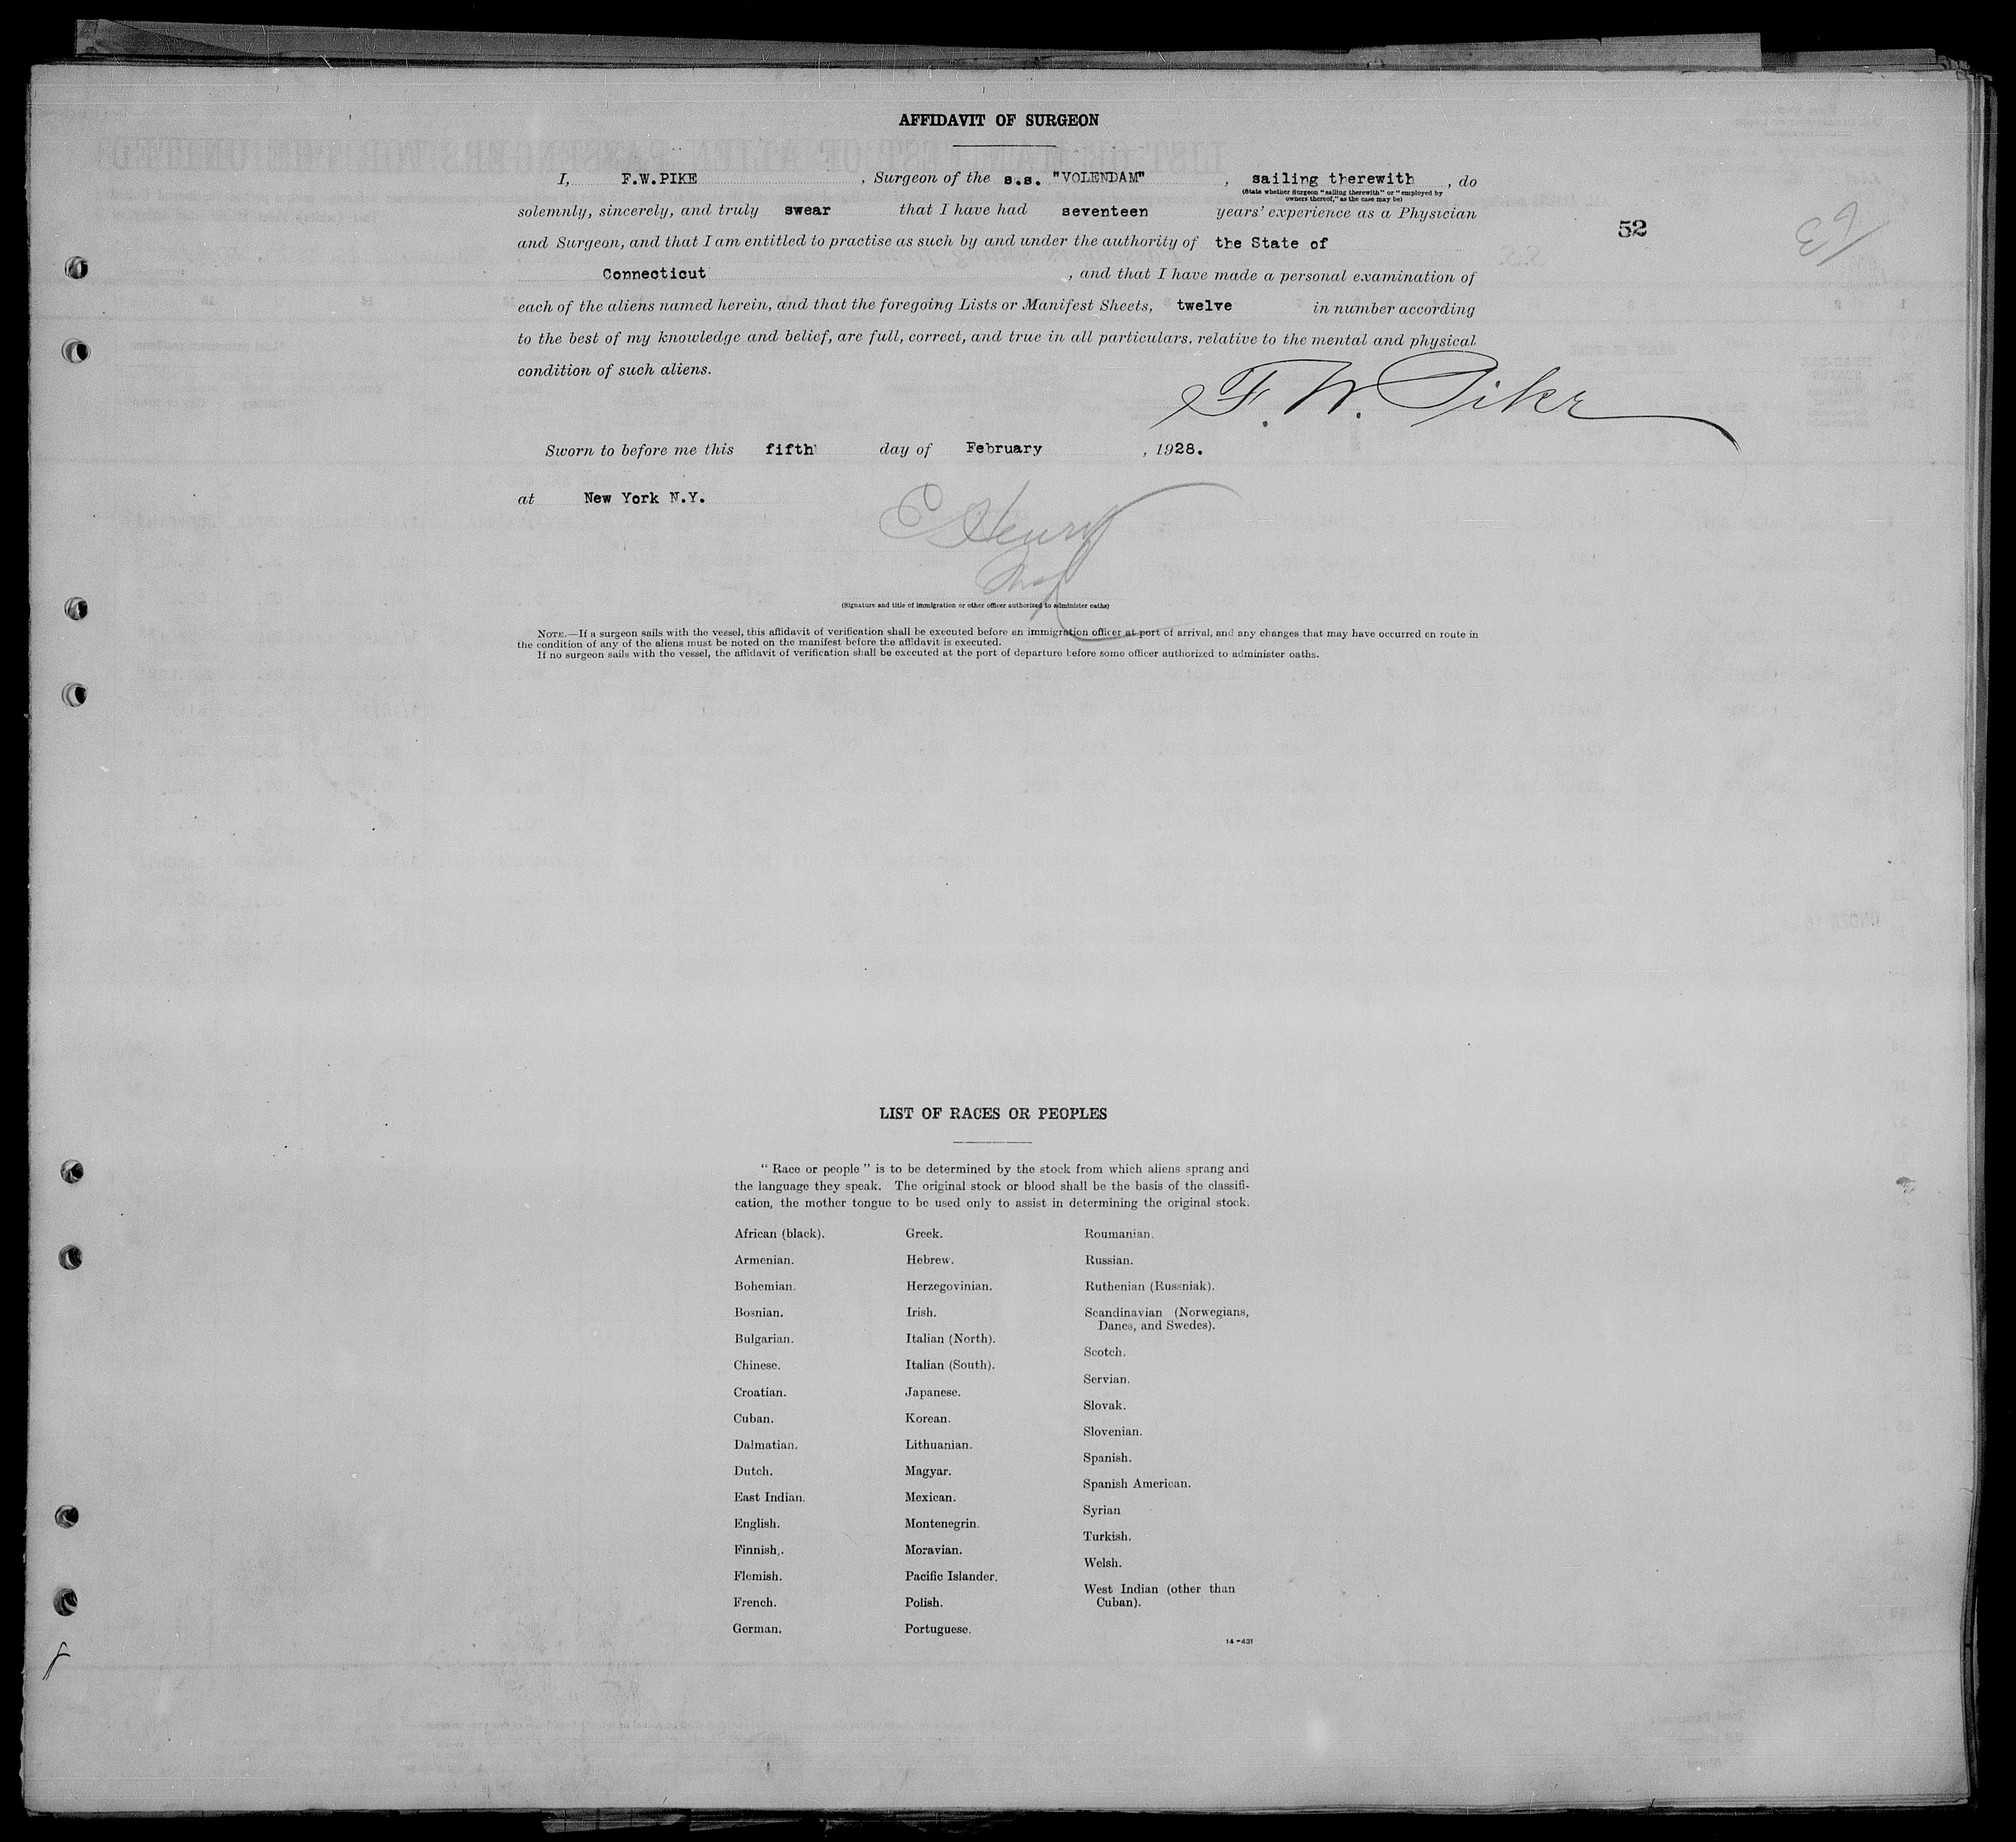 AFFIDAVIT OF SURGEON
I, F.W.PIKE , Surgeon of the s.s. "VOLENDAM" , sailing therewith , do
(State whether Surgeon "sailing therewith" or "employed by
owners thereof," as the case may be)
solemnly, sincerely, and truly swear that I have had seventeen years' experience as a Physician
52
and Surgeon, and that I am entitled to practise as such by and under the authority of the State of
Connecticut , and that I have made a personal examination of
each of the aliens named herein, and that the foregoing Lists or Manifest Sheets, twelve in number according
to the best of my knowledge and belief, are full, correct, and true in all particulars, relative to the mental and physical
condition of such aliens.
F. W. Pike
Sworn to before me this fifth day of February , 1928.
at New York N.Y.
E Henry
(Signature and title of immigration or other officer authorized to administer oaths)
NOTE.—If a surgeon sails with the vessel, this affidavit of verification shall be executed before an immigration officer at port of arrival, and any changes that may have occurred en route in
the condition of any of the aliens must be noted on the manifest before the affidavit is executed.
If no surgeon sails with the vessel, the affidavit of verification shall be executed at the port of departure before some officer authorized to administer oaths.
LIST OF RACES OR PEOPLES
"Race or people" is to be determined by the stock from which aliens sprang and
the language they speak. The original stock or blood shall be the basis of the classifi-
cation, the mother tongue to be used only to assist in determining the original stock.
African (black).
Armenian.
Bohemian.
Bosnian.
Bulgarian.
Chinese.
Croatian.
Cuban.
Dalmatian.
Dutch.
East Indian.
English.
Finnish.
Flemish.
French.
German.
Greek.
Hebrew.
Herzegovinian.
Irish.
Italian (North).
Italian (South).
Japanese.
Korean.
Lithuanian.
Magyar.
Mexican.
Montenegrin.
Moravian.
Pacific Islander.
Polish.
Portuguese.
Roumanian.
Russian.
Ruthenian (Russniak).
Scandinavian (Norwegians,
Danes, and Swedes).
Scotch.
Servian.
Slovak.
Slovenian.
Spanish.
Spanish American.
Syrian
Turkish.
Welsh.
West Indian (other than
Cuban).
14-431